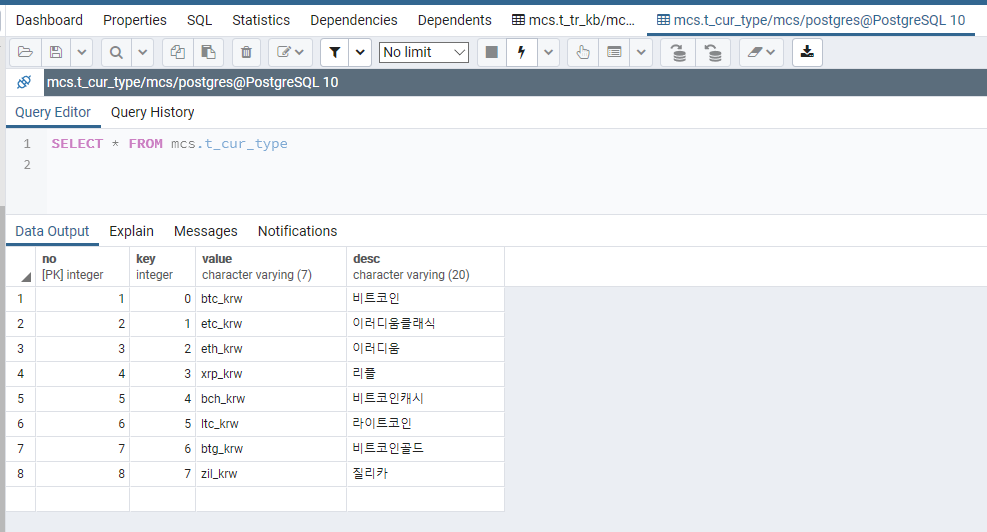 Dashboard Properties SQL Statistics Dependencies Dependents mcs.t_tr_kb/mc... mcs.t_cur_type/mcs/postgres@PostgreSQL 10
No limit
mcs.t_cur_type/mcs/postgres@PostgreSQL 10
Query Editor Query History
1 SELECT * FROM mcs.t_cur_type
2
Data Output Explain Messages Notifications
no key value desc
[PK] integer integer character varying (7) character varying (20)
1 1 0 btc_krw 비트코인
2 2 1 etc_krw 이러디움클래식
3 3 2 eth_krw 이러디움
4 4 3 xrp_krw 리플
5 5 4 bch_krw 비트코인캐시
6 6 5 ltc_krw 라이트코인
7 7 6 btg_krw 비트코인골드
8 8 7 zil_krw 질리카